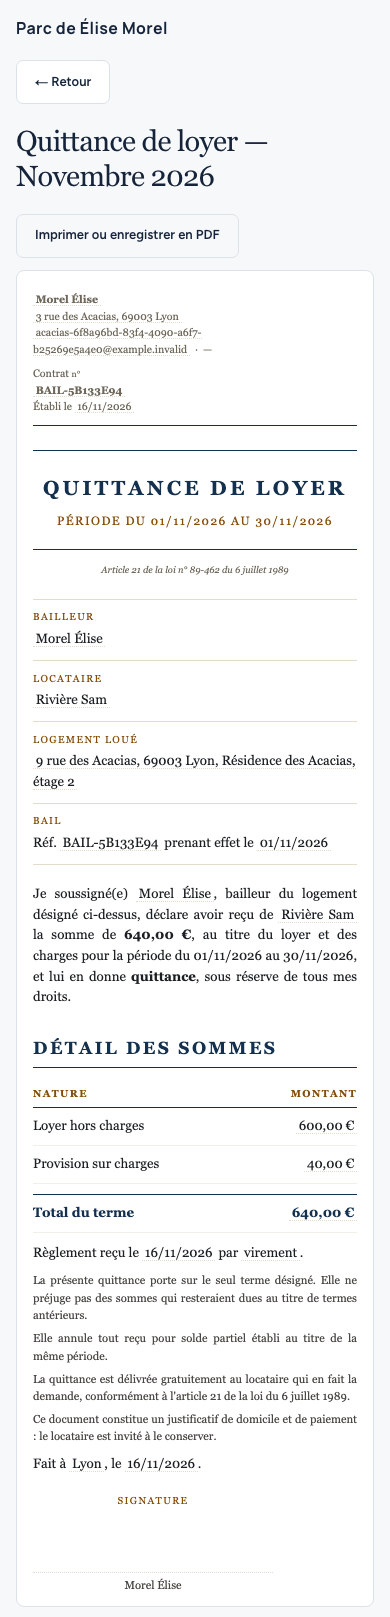 Parc de Élise Morel
← Retour
Quittance de loyer —
Novembre 2026
Imprimer ou enregistrer en PDF
Morel Élise
3 rue des Acacias, 69003 Lyon
acacias-6f8a96bd-83f4-4090-a6f7-
b25269e5a4e0@example.invalid · —
Contrat n°
BAIL-5B133E94
Établi le 16/11/2026
QUITTANCE DE LOYER
PÉRIODE DU 01/11/2026 AU 30/11/2026
Article 21 de la loi n° 89-462 du 6 juillet 1989
BAILLEUR
Morel Élise
LOCATAIRE
Rivière Sam
LOGEMENT LOUÉ
9 rue des Acacias, 69003 Lyon, Résidence des Acacias,
étage 2
BAIL
Réf. BAIL-5B133E94 prenant effet le 01/11/2026
Je soussigné(e) Morel Élise, bailleur du logement
désigné ci-dessus, déclare avoir reçu de Rivière Sam
la somme de 640,00 €, au titre du loyer et des
charges pour la période du 01/11/2026 au 30/11/2026,
et lui en donne quittance, sous réserve de tous mes
droits.
DÉTAIL DES SOMMES
NATURE MONTANT
Loyer hors charges 600,00 €
Provision sur charges 40,00 €
Total du terme 640,00 €
Règlement reçu le 16/11/2026 par virement .
La présente quittance porte sur le seul terme désigné. Elle ne
préjuge pas des sommes qui resteraient dues au titre de termes
antérieurs.
Elle annule tout reçu pour solde partiel établi au titre de la
même période.
La quittance est délivrée gratuitement au locataire qui en fait la
demande, conformément à l'article 21 de la loi du 6 juillet 1989.
Ce document constitue un justificatif de domicile et de paiement
: le locataire est invité à le conserver.
Fait à Lyon , le 16/11/2026 .
SIGNATURE
Morel Élise